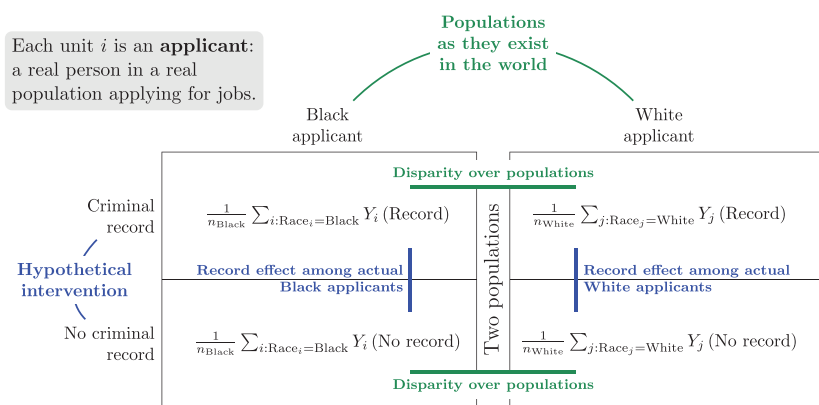 Populations
as they exist
in the world
Each unit i is an applicant:
a real person in a real
population applying for jobs.
Black
applicant
White
applicant
Disparity over populations
Criminal
record
1/n_Black ∑_{i:Race_i=Black} Y_i (Record)
1/n_White ∑_{j:Race_j=White} Y_j (Record)
Two populations
Hypothetical
intervention
Record effect among actual
Black applicants
Record effect among actual
White applicants
No criminal
record
1/n_Black ∑_{i:Race_i=Black} Y_i (No record)
1/n_White ∑_{j:Race_j=White} Y_j (No record)
Disparity over populations